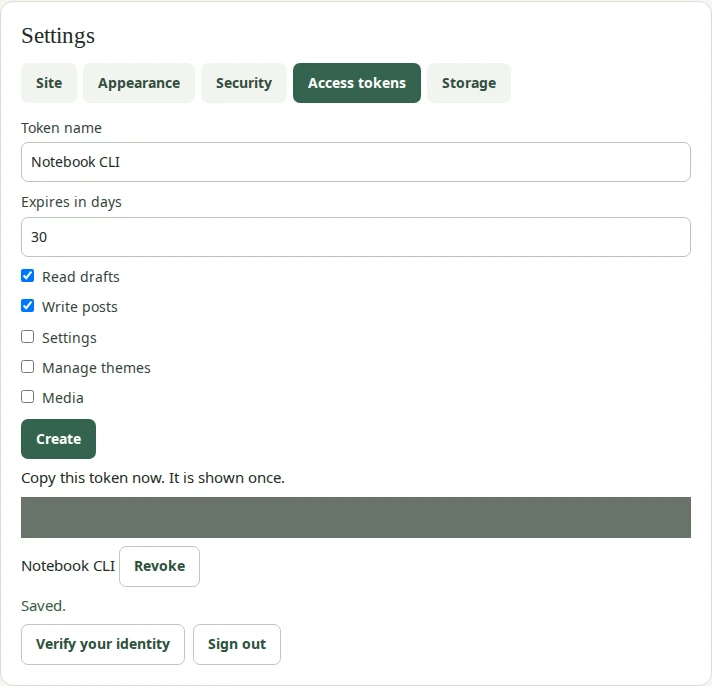 Settings
Site Appearance Security Access tokens Storage
Token name
Notebook CLI
Expires in days
30
Read drafts
Write posts
Settings
Manage themes
Media
Create
Copy this token now. It is shown once.
Notebook CLI Revoke
Saved.
Verify your identity Sign out